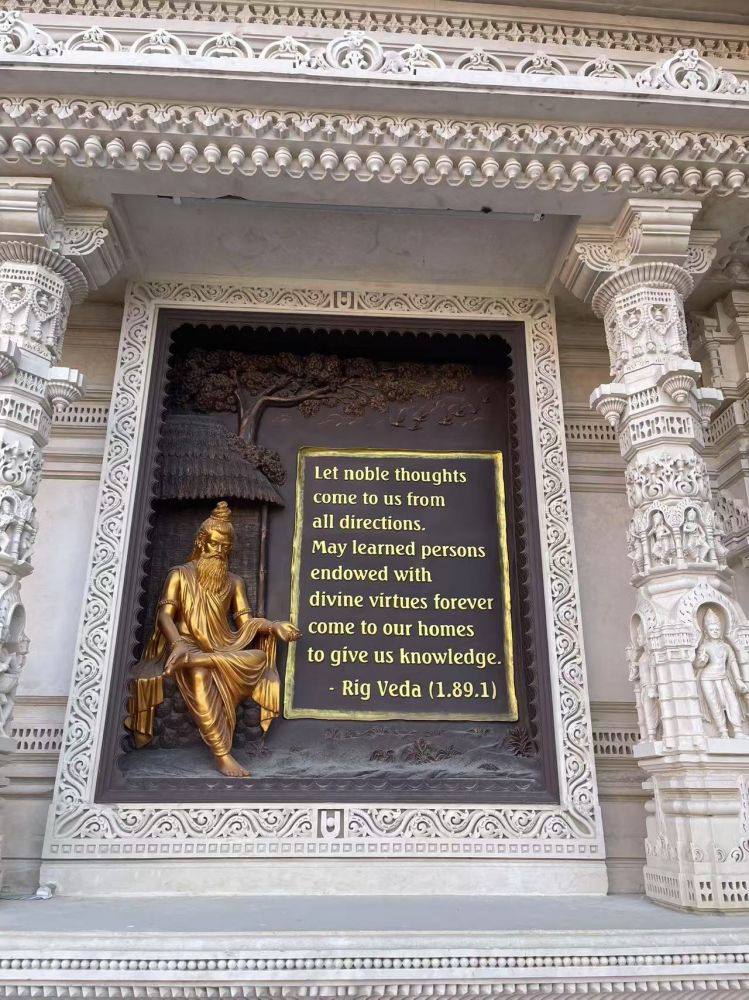 Let noble thoughts
come to us from
all directions.
May learned persons
endowed with
divine virtues forever
come to our homes
to give us knowledge.
- Rig Veda (1.89.1)